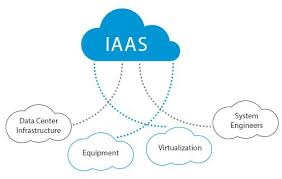 IAAS
Data Center
Infrastructure
Equipment
Virtualization
System
Engineers